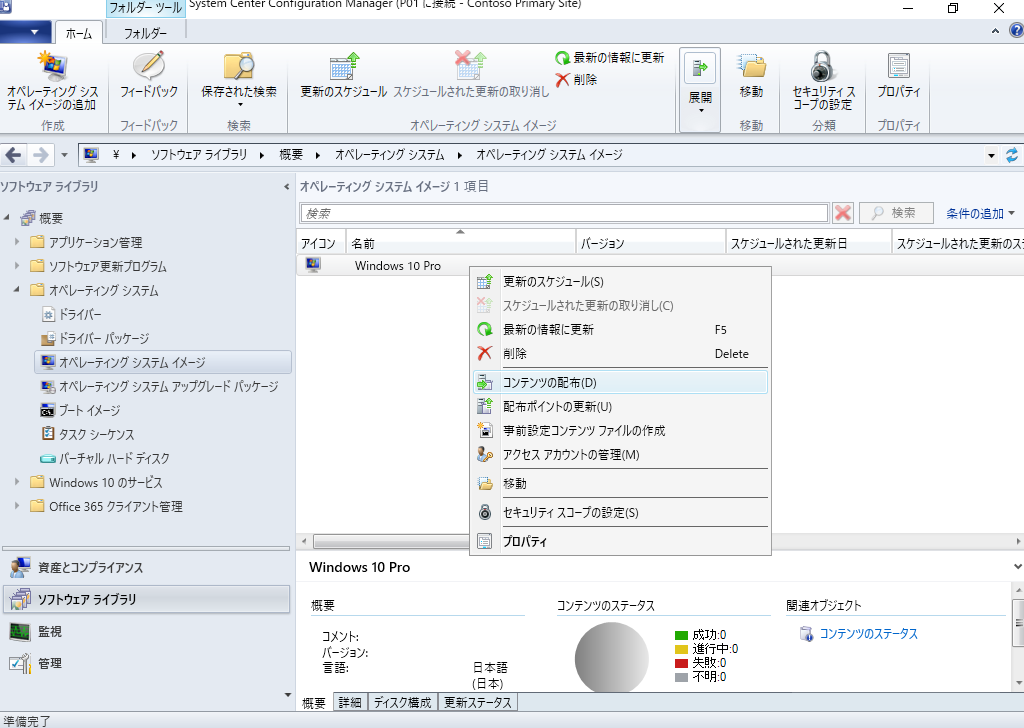 フォルダー ツール
System Center Configuration Manager (P01 に接続 - Contoso Primary Site)
ホーム
フォルダー
オペレーティング シス
テム イメージの追加
作成
フィードバック
フィードバック
保存された検索
検索
更新のスケジュール
スケジュールされた更新の取り消し
最新の情報に更新
削除
オペレーティング システム イメージ
展開
移動
移動
セキュリティ ス
コープの設定
分類
プロパティ
プロパティ
¥ ソフトウェア ライブラリ 概要 オペレーティング システム オペレーティング システム イメージ
ソフトウェア ライブラリ
概要
アプリケーション管理
ソフトウェア更新プログラム
オペレーティング システム
ドライバー
ドライバー パッケージ
オペレーティング システム イメージ
オペレーティング システム アップグレード パッケージ
ブート イメージ
タスク シーケンス
バーチャル ハード ディスク
Windows 10 のサービス
Office 365 クライアント管理
資産とコンプライアンス
ソフトウェア ライブラリ
監視
管理
オペレーティング システム イメージ 1 項目
検索
検索
条件の追加
アイコン 名前 バージョン スケジュールされた更新日 スケジュールされた更新のス
Windows 10 Pro
更新のスケジュール(S)
スケジュールされた更新の取り消し(C)
最新の情報に更新 F5
削除 Delete
コンテンツの配布(D)
配布ポイントの更新(U)
事前設定コンテンツ ファイルの作成
アクセス アカウントの管理(M)
移動
セキュリティ スコープの設定(S)
プロパティ
Windows 10 Pro
概要
コメント:
バージョン:
言語: 日本語
(日本)
コンテンツのステータス
成功:0
進行中:0
失敗:0
不明:0
関連オブジェクト
コンテンツのステータス
概要 詳細 ディスク構成 更新ステータス
準備完了